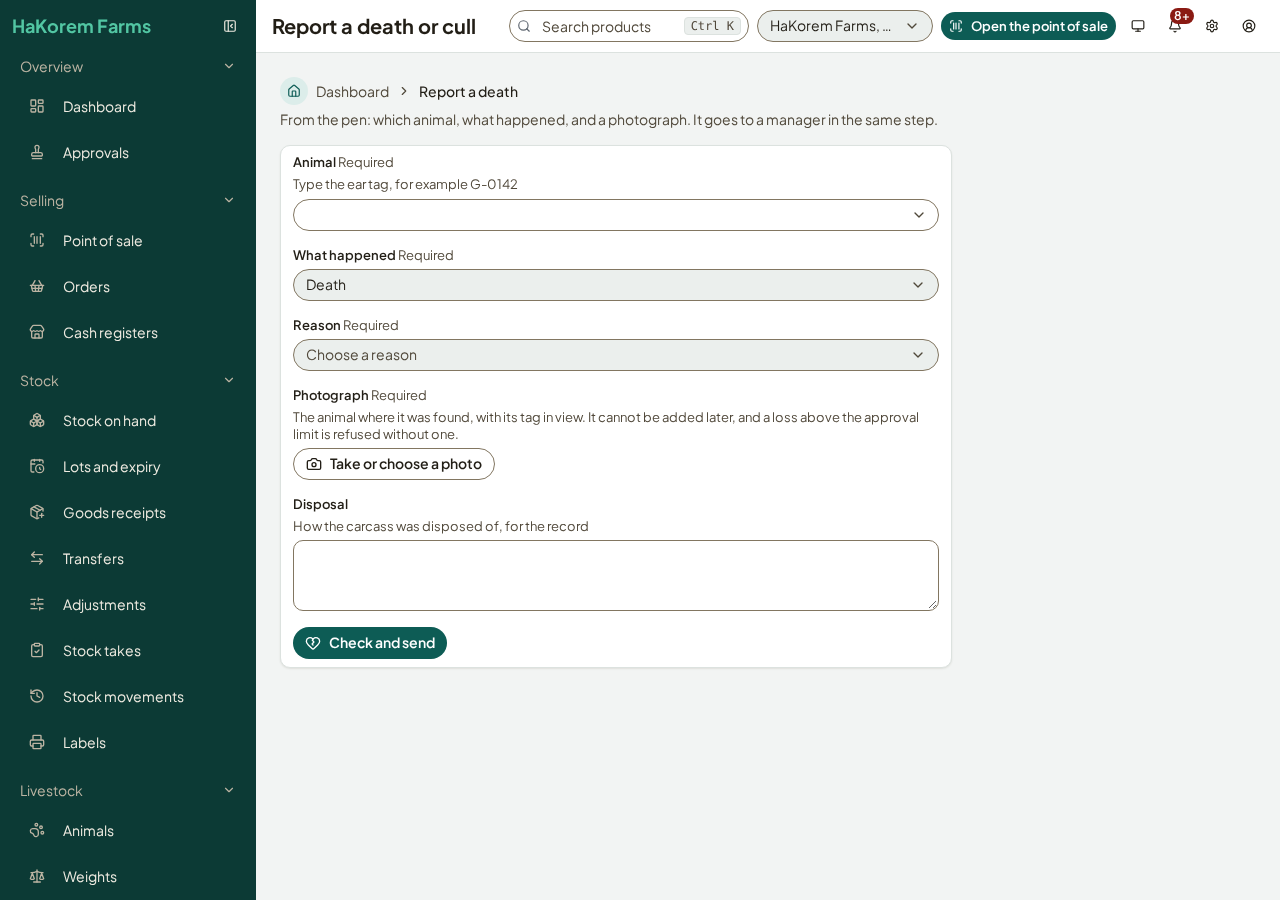 HaKorem Farms
Overview
Dashboard
Approvals
Selling
Point of sale
Orders
Cash registers
Stock
Stock on hand
Lots and expiry
Goods receipts
Transfers
Adjustments
Stock takes
Stock movements
Labels
Livestock
Animals
Weights
Report a death or cull
Search products
Ctrl K
HaKorem Farms, ...
Open the point of sale
8+
Dashboard
Report a death
From the pen: which animal, what happened, and a photograph. It goes to a manager in the same step.
Animal Required
Type the ear tag, for example G-0142
What happened Required
Death
Reason Required
Choose a reason
Photograph Required
The animal where it was found, with its tag in view. It cannot be added later, and a loss above the approval
limit is refused without one.
Take or choose a photo
Disposal
How the carcass was disposed of, for the record
Check and send